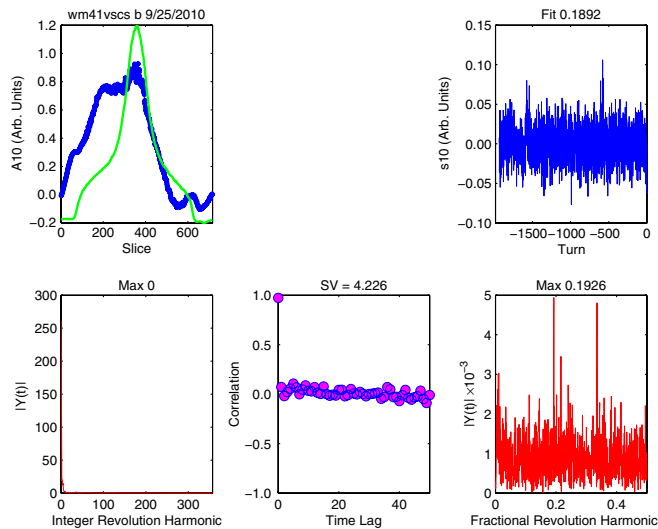 wm41vscs b 9/25/2010
A10 (Arb. Units)
1.2
1.0
0.8
0.6
0.4
0.2
0.0
−0.2
0 200 400 600
Slice
Fit 0.1892
s10 (Arb. Units)
0.15
0.10
0.05
0.00
−0.05
−0.10
−1500 −1000 −500 0
Turn
Max 0
|Y(t)|
300
250
200
150
100
50
0
0 100 200 300
Integer Revolution Harmonic
SV = 4.226
Correlation
1.0
0.5
0.0
−0.5
−1.0
0 20 40
Time Lag
Max 0.1926
|Y(t)| ×10⁻³
5
4
3
2
1
0
0.0 0.2 0.4
Fractional Revolution Harmonic